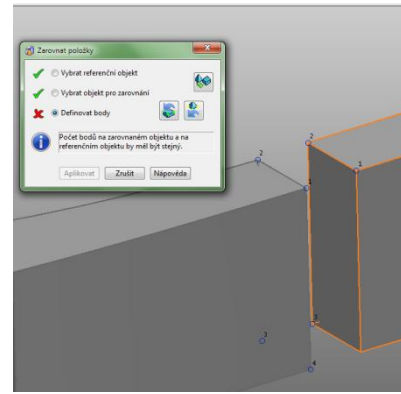 Zarovnat položky
Vybrat referenční objekt
Vybrat objekt pro zarovnání
Definovat body
Počet bodů na zarovnaném objektu a na
referenčním objektu by měl být stejný.
Aplikovat Zrušit Nápověda
2
2
1
1
3
3
4